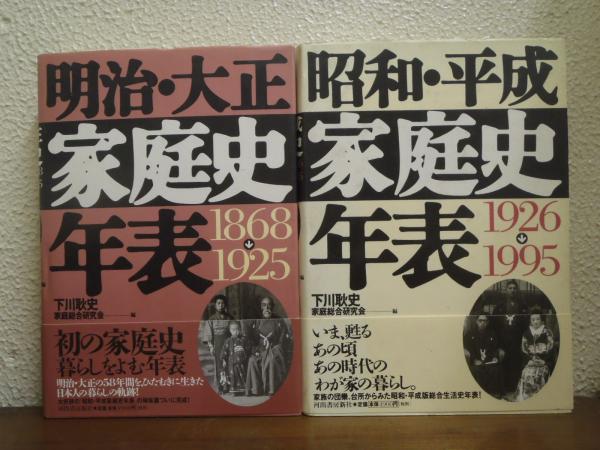 明治・大正
家庭史
年表
1868
1925
下川耿史
家庭総合研究会
編
初の家庭史
暮らしをよむ年表
明治・大正の58年間を、ひたむきに生きた
日本人の暮らしの軌跡!
河出書房新社●定価
昭和・平成
家庭史
年表
1926
1995
下川耿史
家庭総合研究会
編
いま、甦る
あの頃
あの時代の
わが家の暮らし。
家族の団欒、台所からみた昭和・平成版総合生活史年表!
河出書房新社●定価